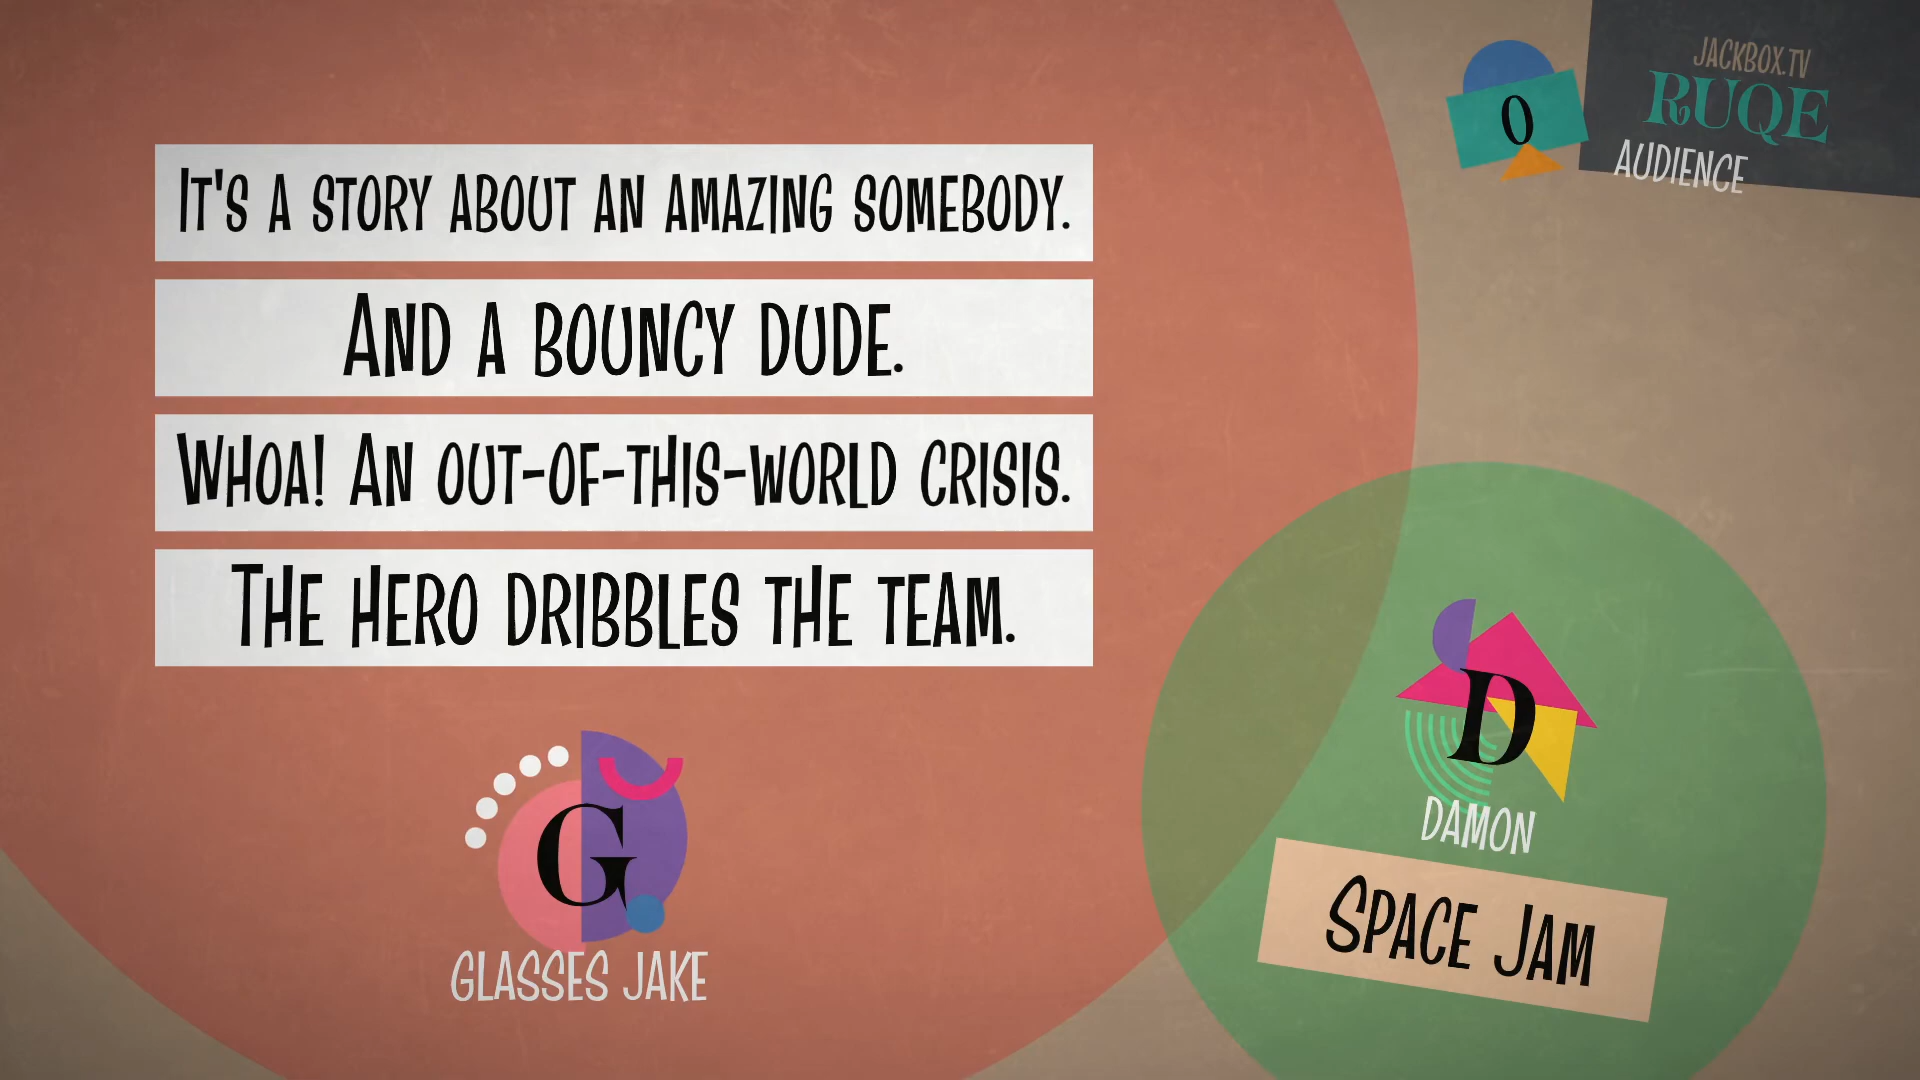 It's a story about an amazing somebody.
And a bouncy dude.
Whoa! An out-of-this-world crisis.
The hero dribbles the team.
G
GLASSES JAKE
0
JACKBOX.TV
RUQE
AUDIENCE
D
DAMON
Space Jam